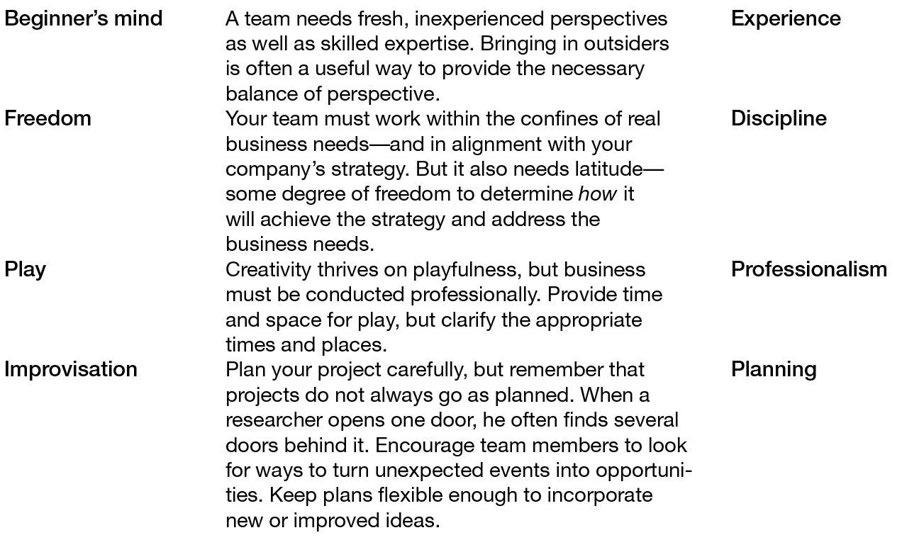 Beginner’s mind
A team needs fresh, inexperienced perspectives
as well as skilled expertise. Bringing in outsiders
is often a useful way to provide the necessary
balance of perspective.
Experience
Freedom
Your team must work within the confines of real
business needs—and in alignment with your
company’s strategy. But it also needs latitude—
some degree of freedom to determine how it
will achieve the strategy and address the
business needs.
Discipline
Play
Creativity thrives on playfulness, but business
must be conducted professionally. Provide time
and space for play, but clarify the appropriate
times and places.
Professionalism
Improvisation
Plan your project carefully, but remember that
projects do not always go as planned. When a
researcher opens one door, he often finds several
doors behind it. Encourage team members to look
for ways to turn unexpected events into opportuni-
ties. Keep plans flexible enough to incorporate
new or improved ideas.
Planning